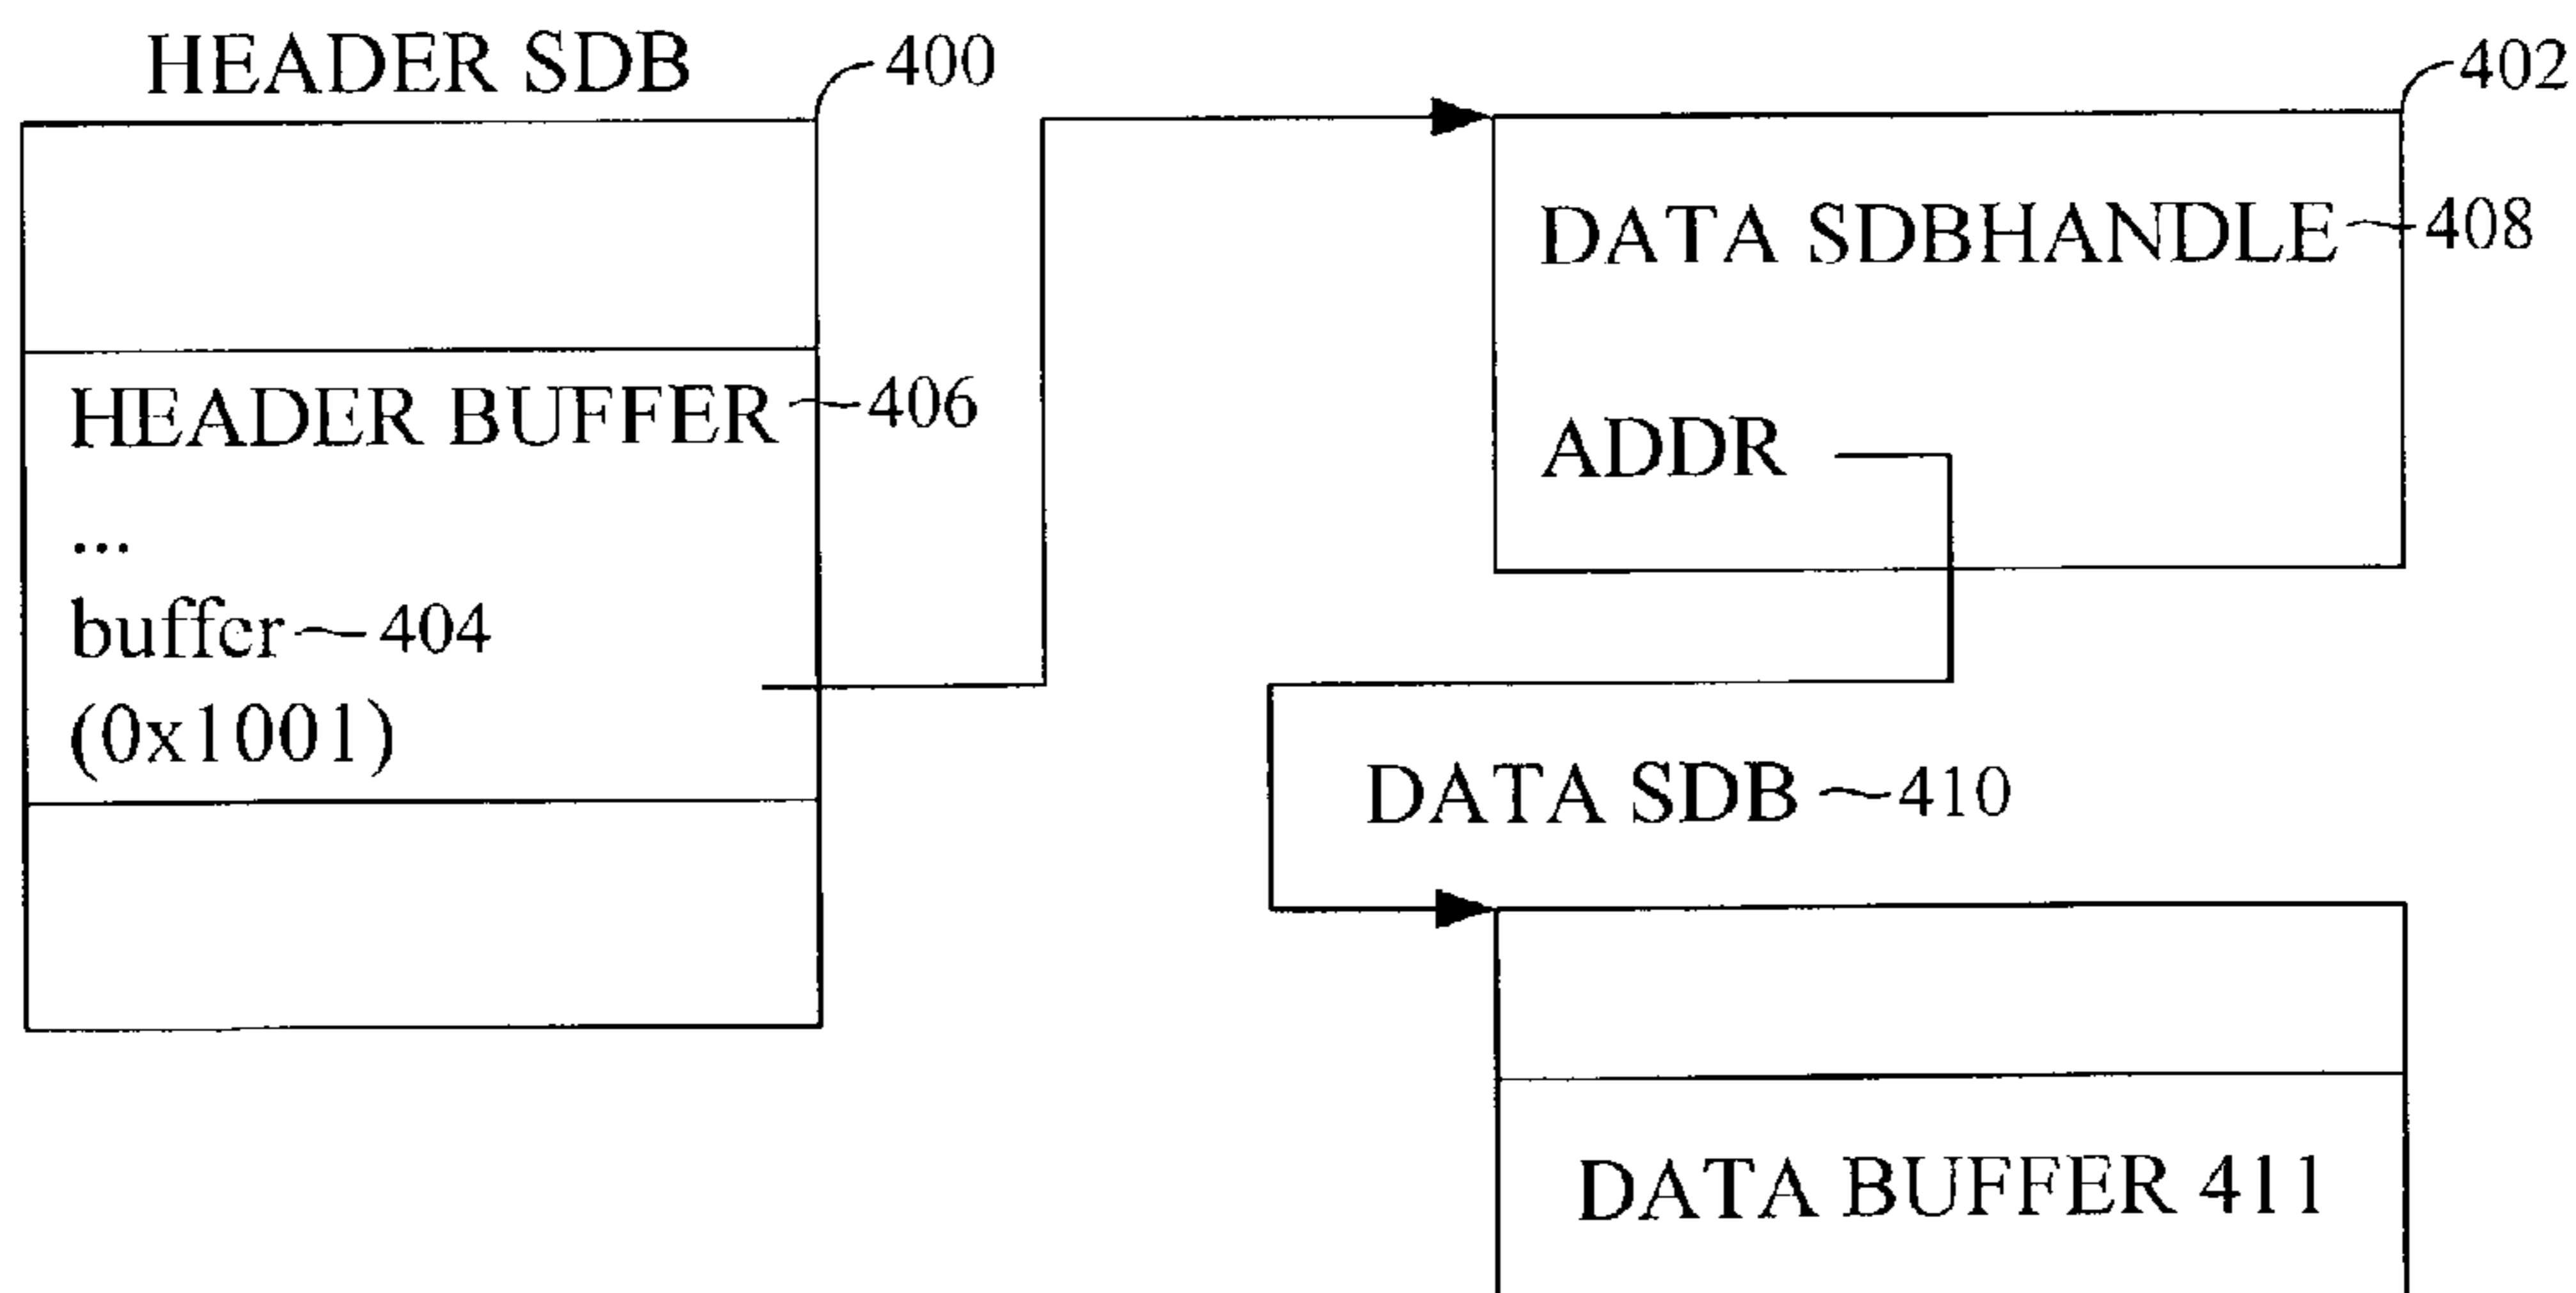 HEADER SDB
400
HEADER BUFFER 406
...
buffer 404
(0x1001)
402
DATA SDBHANDLE 408
ADDR
DATA SDB 410
DATA BUFFER 411